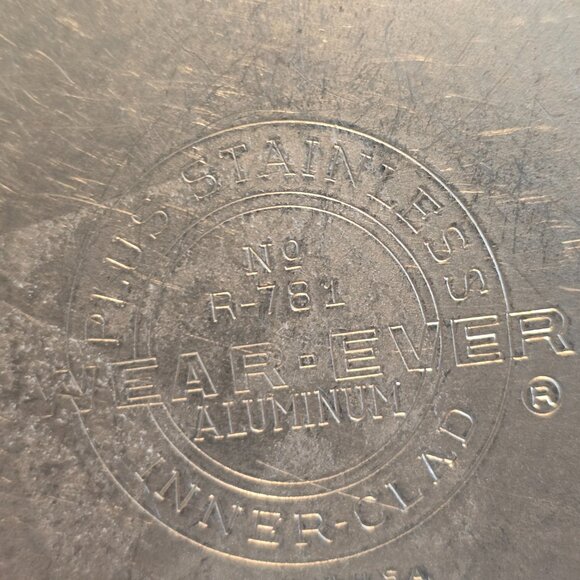 PLUS STAINLESS
Nº
R-781
WEAR-EVER
ALUMINUM
®
INNER-CLAD